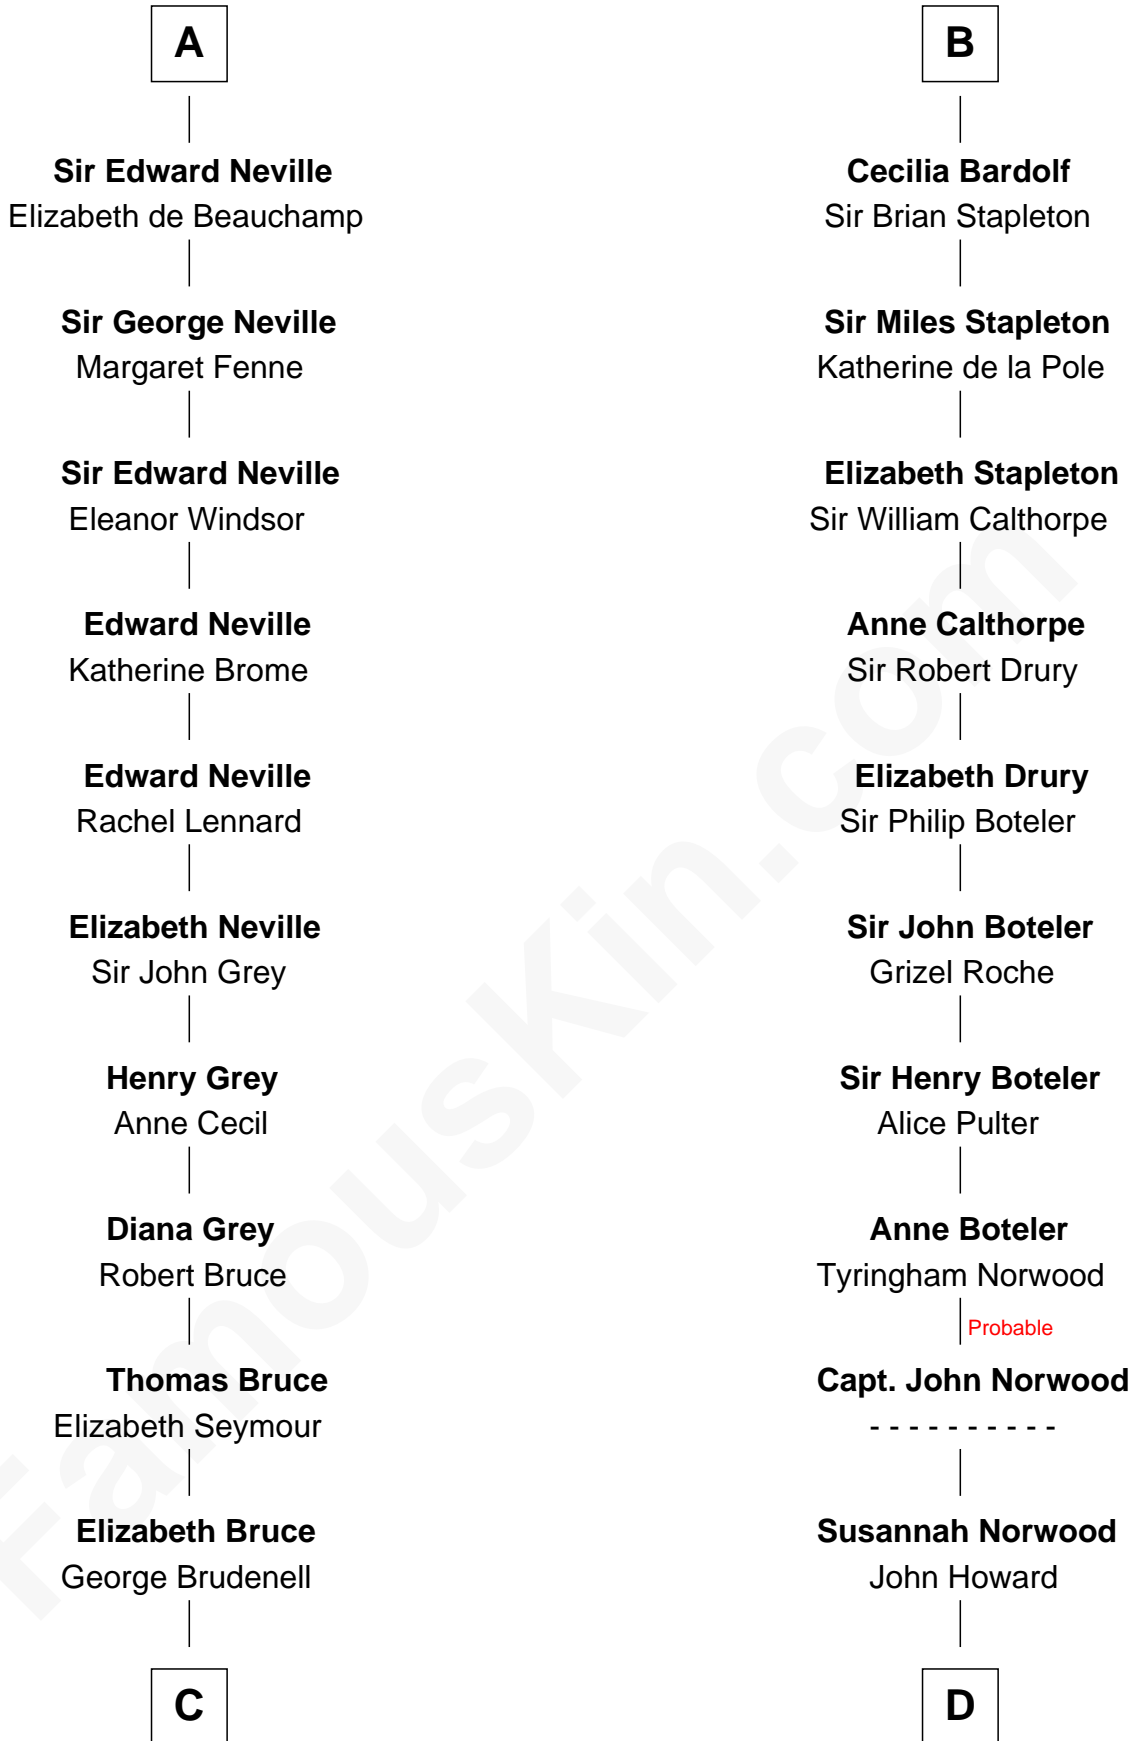 A
Sir Edward Neville
Elizabeth de Beauchamp
Sir George Neville
Margaret Fenne
Sir Edward Neville
Eleanor Windsor
Edward Neville
Katherine Brome
Edward Neville
Rachel Lennard
Elizabeth Neville
Sir John Grey
Henry Grey
Anne Cecil
Diana Grey
Robert Bruce
Thomas Bruce
Elizabeth Seymour
Elizabeth Bruce
George Brudenell
C
B
Cecilia Bardolf
Sir Brian Stapleton
Sir Miles Stapleton
Katherine de la Pole
Elizabeth Stapleton
Sir William Calthorpe
Anne Calthorpe
Sir Robert Drury
Elizabeth Drury
Sir Philip Boteler
Sir John Boteler
Grizel Roche
Sir Henry Boteler
Alice Pulter
Anne Boteler
Tyringham Norwood
Probable
Capt. John Norwood
- - - - - - - - - -
Susannah Norwood
John Howard
D
FamousKin.com